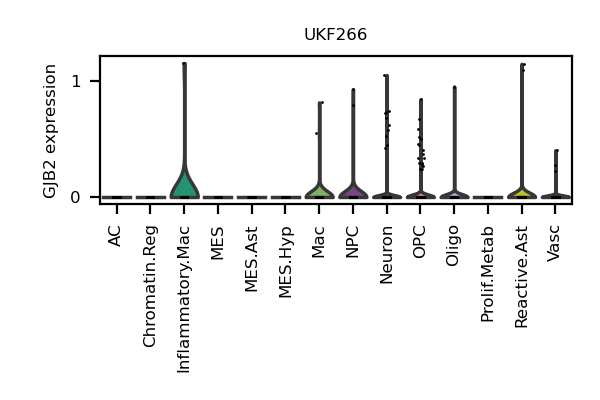 UKF266
GJB2 expression
1
0
AC
Chromatin.Reg
Inflammatory.Mac
MES
MES.Ast
MES.Hyp
Mac
NPC
Neuron
OPC
Oligo
Prolif.Metab
Reactive.Ast
Vasc